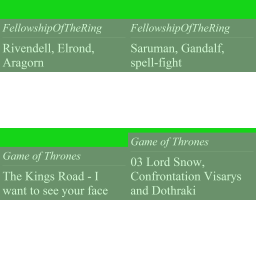 FellowshipOfTheRing
Rivendell, Elrond,
Aragorn
FellowshipOfTheRing
Saruman, Gandalf,
spell-fight
Game of Thrones
The Kings Road - I
want to see your face
Game of Thrones
03 Lord Snow,
Confrontation Visarys
and Dothraki